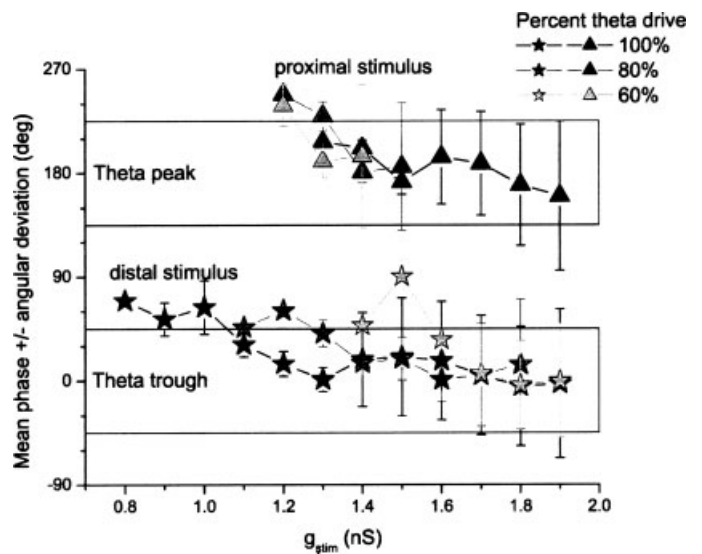 Percent theta drive
100%
80%
60%
proximal stimulus
Theta peak
distal stimulus
Theta trough
Mean phase +/- angular deviation (deg)
270
180
90
0
-90
0.8 1.0 1.2 1.4 1.6 1.8 2.0
g_stim (nS)